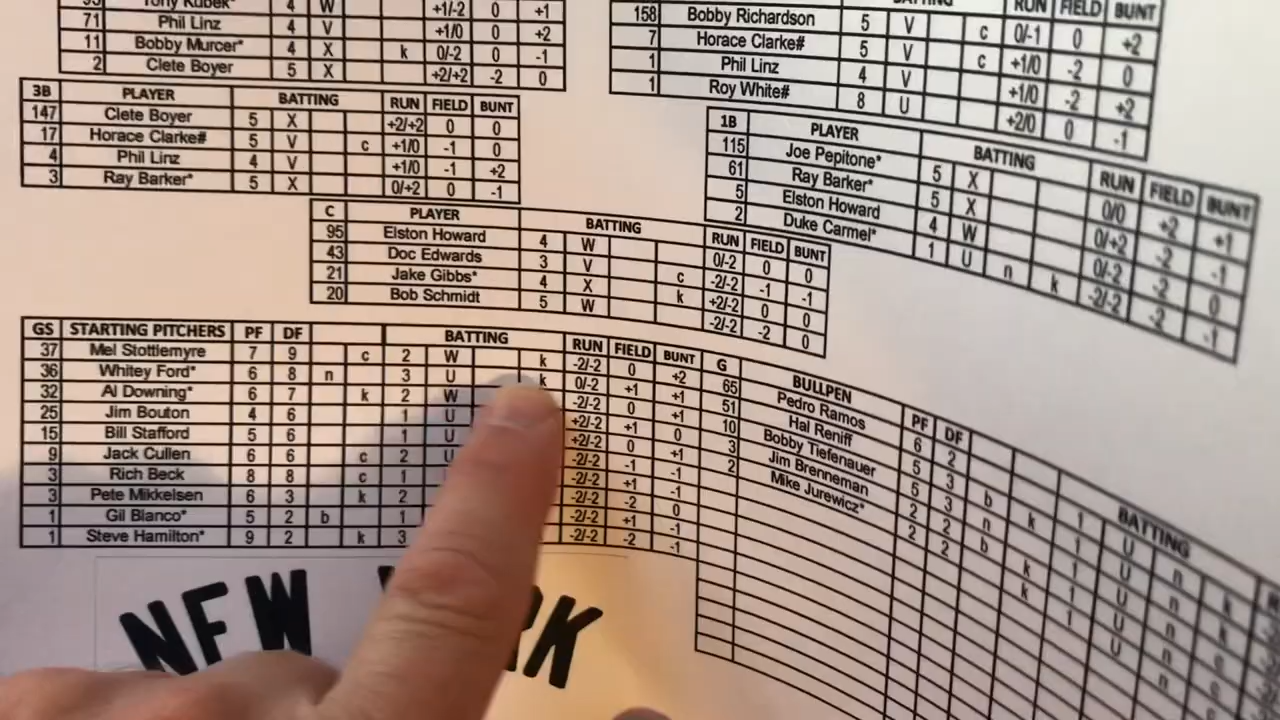 Tony Kubek* 4 W +1/-2 0 +1
71 Phil Linz 4 V +1/0 0 +2
11 Bobby Murcer* 4 X k 0/-2 0 -1
2 Clete Boyer 5 X +2/+2 -2 0
RUN FIELD BUNT
158 Bobby Richardson 5 V c 0/-1 0 +2
7 Horace Clarke# 5 V c +1/0 -2 0
1 Phil Linz 4 V +1/0 -2 +2
1 Roy White# 8 U +2/0 0 -1
3B PLAYER BATTING RUN FIELD BUNT
147 Clete Boyer 5 X +2/+2 0 0
17 Horace Clarke# 5 V c +1/0 -1 0
4 Phil Linz 4 V +1/0 -1 +2
3 Ray Barker* 5 X 0/+2 0 -1
1B PLAYER BATTING RUN FIELD BUNT
115 Joe Pepitone* 5 X 0/0 +2 +1
61 Ray Barker* 5 X 0/+2 -2 -1
5 Elston Howard 4 W 0/-2 -2 0
2 Duke Carmel* 1 U n k -2/-2 -2 -1
C PLAYER BATTING RUN FIELD BUNT
95 Elston Howard 4 W 0/-2 0 0
43 Doc Edwards 3 V c -2/-2 -1 -1
21 Jake Gibbs* 4 X k +2/-2 0 0
20 Bob Schmidt 5 W -2/-2 -2 0
GS STARTING PITCHERS PF DF BATTING RUN FIELD BUNT
37 Mel Stottlemyre 7 9 c 2 W k -2/-2 0 +2
36 Whitey Ford* 6 8 n 3 U k 0/-2 +1 +1
32 Al Downing* 6 7 k 2 W -2/-2 0 +1
25 Jim Bouton 4 6 1 U +2/-2 +1 0
15 Bill Stafford 5 6 1 U +2/-2 0 +1
9 Jack Cullen 6 6 c 2 U -2/-2 -1 -1
3 Rich Beck 8 8 c 1 -2/-2 +1 -1
3 Pete Mikkelsen 6 3 k 2 -2/-2 -2 0
1 Gil Blanco* 5 2 b 1 -2/-2 +1 -1
1 Steve Hamilton* 9 2 k 3 -2/-2 -2 -1
G BULLPEN PF DF BATTING
65 Pedro Ramos 6 2
51 Hal Reniff 5 3 b k 1 U n k
10 Bobby Tiefenauer 5 3 n
3 Jim Brenneman 2 2 b
2 Mike Jurewicz* 2 2
NEW